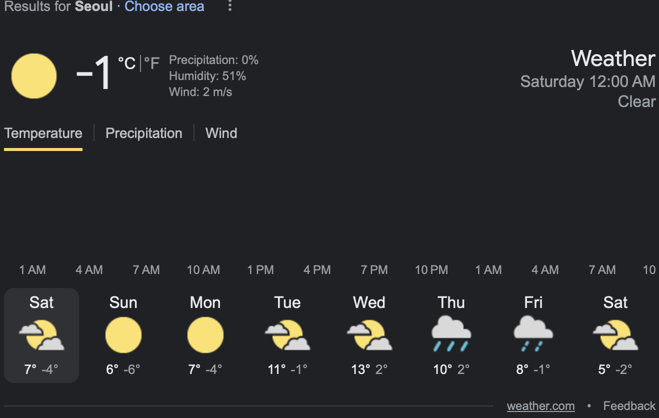 Results for Seoul · Choose area
-1 °C | °F
Precipitation: 0%
Humidity: 51%
Wind: 2 m/s
Weather
Saturday 12:00 AM
Clear
Temperature | Precipitation | Wind
1 AM 4 AM 7 AM 10 AM 1 PM 4 PM 7 PM 10 PM 1 AM 4 AM 7 AM 10
Sat Sun Mon Tue Wed Thu Fri Sat
7° -4° 6° -6° 7° -4° 11° -1° 13° 2° 10° 2° 8° -1° 5° -2°
weather.com • Feedback